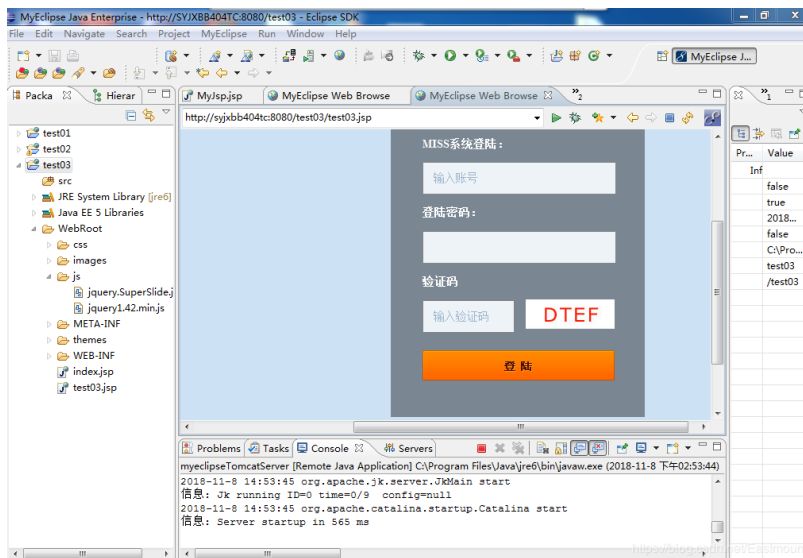 MyEclipse Java Enterprise - http://SYJXBB404TC:8080/test03 - Eclipse SDK
File Edit Navigate Search Project MyEclipse Run Window Help
MyEclipse J...
Packa Hierar
MyJsp.jsp MyEclipse Web Browse MyEclipse Web Browse »2 »1
http://syjxbb404tc:8080/test03/test03.jsp
test01
test02
test03
src
JRE System Library [jre6]
Java EE 5 Libraries
WebRoot
css
images
js
jquery.SuperSlide.j
jquery1.42.min.js
META-INF
themes
WEB-INF
index.jsp
test03.jsp
MISS系统登陆：
输入账号
登陆密码：
验证码
输入验证码 DTEF
登 陆
Pr... Value
Inf
false
true
2018...
false
C:\Pro...
test03
/test03
Problems Tasks Console Servers
myeclipseTomcatServer [Remote Java Application] C:\Program Files\Java\jre6\bin\javaw.exe (2018-11-8 下午02:53:44)
2018-11-8 14:53:45 org.apache.jk.server.JkMain start
信息: Jk running ID=0 time=0/9 config=null
2018-11-8 14:53:45 org.apache.catalina.startup.Catalina start
信息: Server startup in 565 ms
https://blog.csdn.net/Eastmount